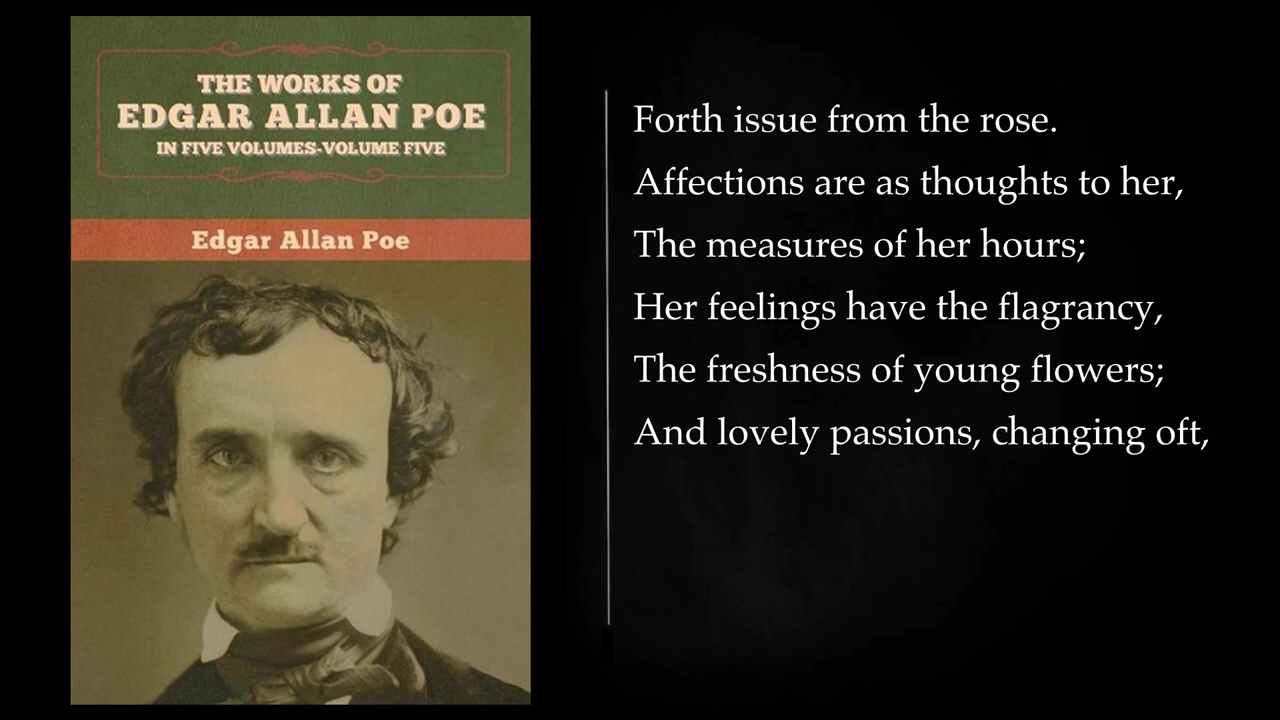 THE WORKS OF
EDGAR ALLAN POE
IN FIVE VOLUMES-VOLUME FIVE
Edgar Allan Poe
Forth issue from the rose.
Affections are as thoughts to her,
The measures of her hours;
Her feelings have the flagrancy,
The freshness of young flowers;
And lovely passions, changing oft,